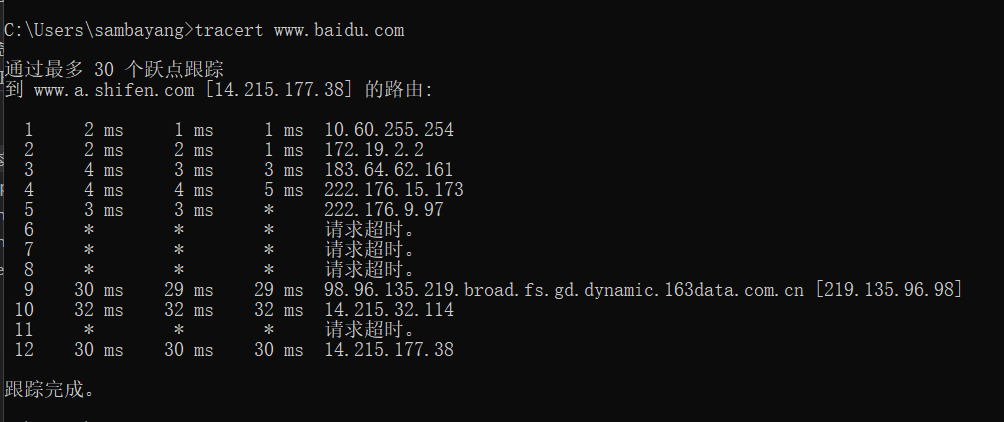 C:\Users\sambayang>tracert www.baidu.com
通过最多 30 个跃点跟踪
到 www.a.shifen.com [14.215.177.38] 的路由:
1 2 ms 1 ms 1 ms 10.60.255.254
2 2 ms 2 ms 1 ms 172.19.2.2
3 4 ms 3 ms 3 ms 183.64.62.161
4 4 ms 4 ms 5 ms 222.176.15.173
5 3 ms 3 ms * 222.176.9.97
6 * * * 请求超时。
7 * * * 请求超时。
8 * * * 请求超时。
9 30 ms 29 ms 29 ms 98.96.135.219.broad.fs.gd.dynamic.163data.com.cn [219.135.96.98]
10 32 ms 32 ms 32 ms 14.215.32.114
11 * * * 请求超时。
12 30 ms 30 ms 30 ms 14.215.177.38
跟踪完成。